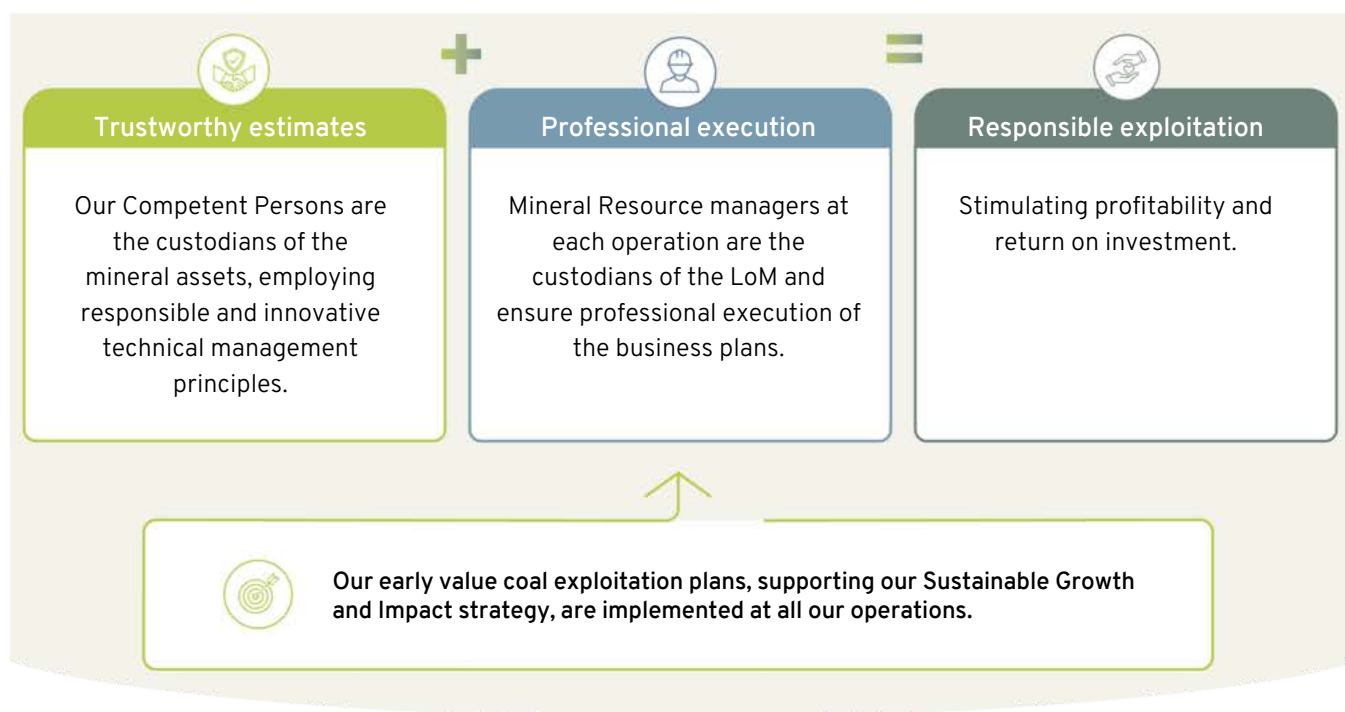 Trustworthy estimates
Our Competent Persons are
the custodians of the
mineral assets, employing
responsible and innovative
technical management
principles.
+
Professional execution
Mineral Resource managers at
each operation are the
custodians of the LoM and
ensure professional execution of
the business plans.
=
Responsible exploitation
Stimulating profitability and
return on investment.
Our early value coal exploitation plans, supporting our Sustainable Growth
and Impact strategy, are implemented at all our operations.